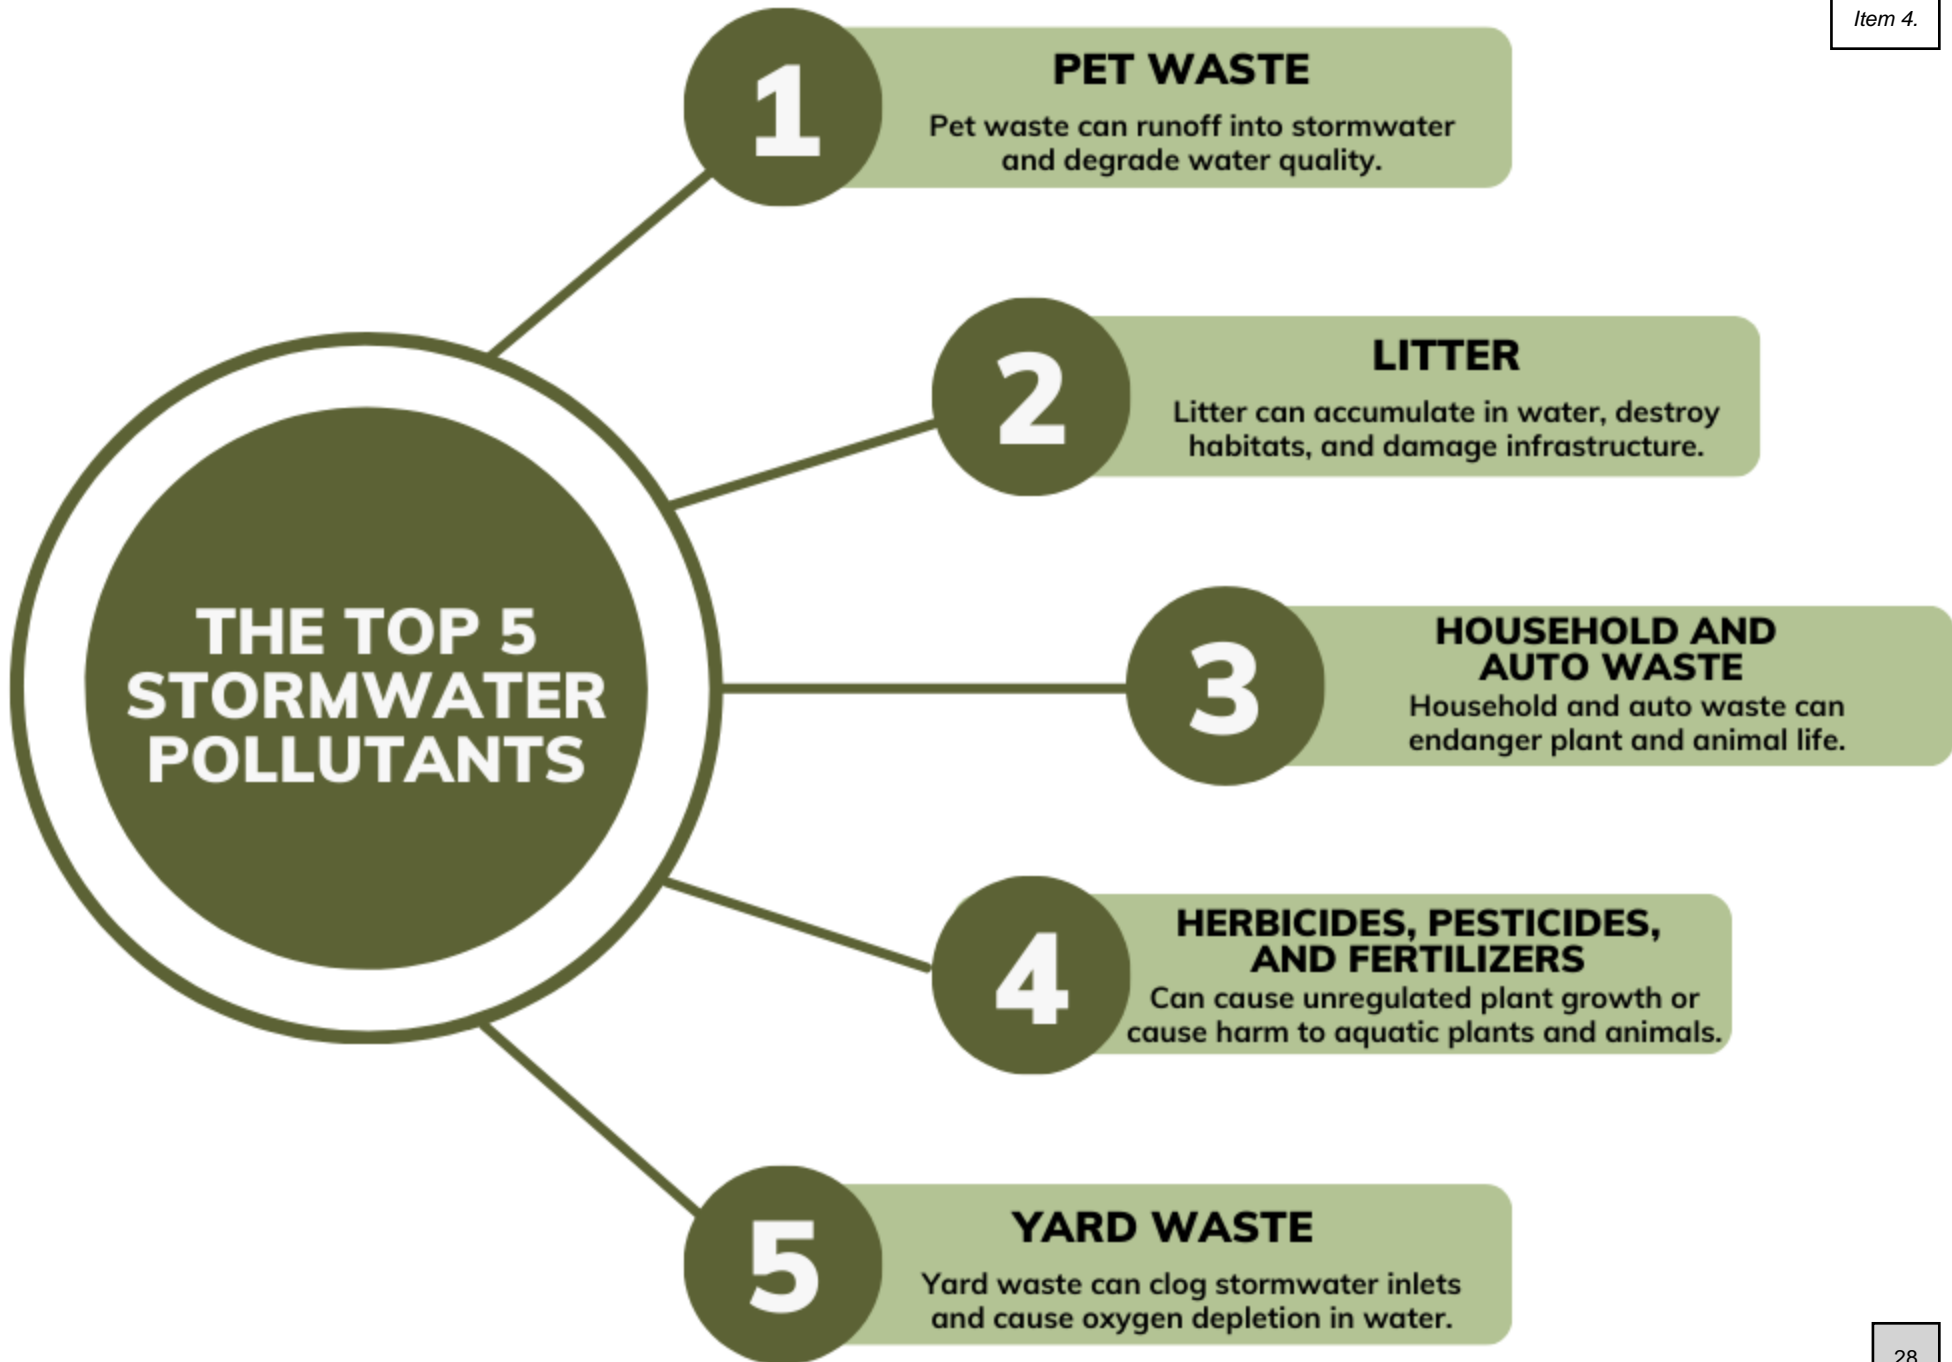 Item 4.
1
PET WASTE
Pet waste can runoff into stormwater
and degrade water quality.
2
LITTER
Litter can accumulate in water, destroy
habitats, and damage infrastructure.
THE TOP 5
STORMWATER
POLLUTANTS
3
HOUSEHOLD AND
AUTO WASTE
Household and auto waste can
endanger plant and animal life.
4
HERBICIDES, PESTICIDES,
AND FERTILIZERS
Can cause unregulated plant growth or
cause harm to aquatic plants and animals.
5
YARD WASTE
Yard waste can clog stormwater inlets
and cause oxygen depletion in water.
28